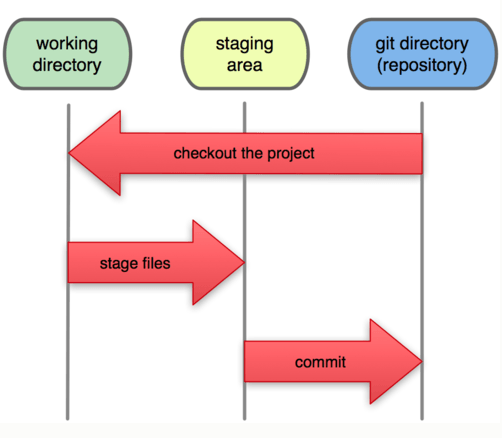 working
directory
staging
area
git directory
(repository)
checkout the project
stage files
commit